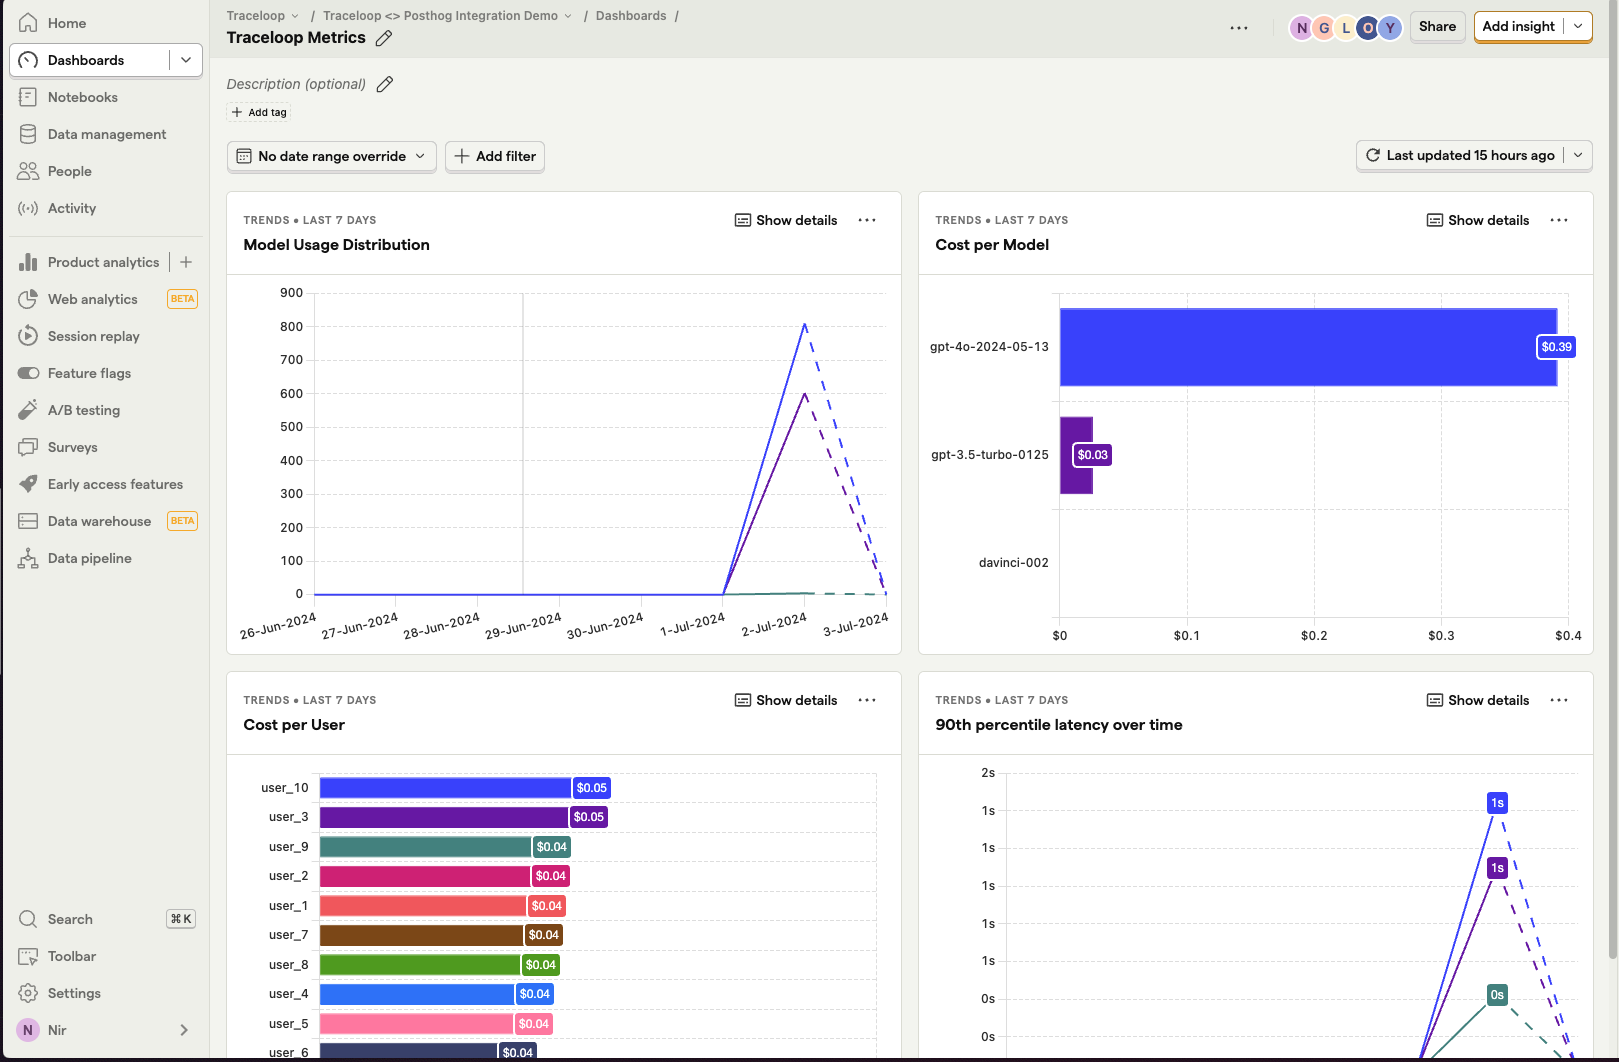 Home
Dashboards
Notebooks
Data management
People
Activity
Product analytics
Web analytics BETA
Session replay
Feature flags
A/B testing
Surveys
Early access features
Data warehouse BETA
Data pipeline
Search ⌘K
Toolbar
Settings
N Nir
Traceloop / Traceloop <> Posthog Integration Demo / Dashboards /
Traceloop Metrics
N G L O Y Share Add insight
Description (optional)
Add tag
No date range override Add filter
Last updated 15 hours ago
TRENDS • LAST 7 DAYS Show details
Model Usage Distribution
900
800
700
600
500
400
300
200
100
0
26-Jun-2024 27-Jun-2024 28-Jun-2024 29-Jun-2024 30-Jun-2024 1-Jul-2024 2-Jul-2024 3-Jul-2024
TRENDS • LAST 7 DAYS Show details
Cost per Model
gpt-4o-2024-05-13 $0.39
gpt-3.5-turbo-0125 $0.03
davinci-002
$0 $0.1 $0.2 $0.3 $0.4
TRENDS • LAST 7 DAYS Show details
Cost per User
user_10 $0.05
user_3 $0.05
user_9 $0.04
user_2 $0.04
user_1 $0.04
user_7 $0.04
user_8 $0.04
user_4 $0.04
user_5 $0.04
user_6 $0.04
TRENDS • LAST 7 DAYS Show details
90th percentile latency over time
2s
1s
1s
1s
1s
1s
0s
0s
1s
1s
0s